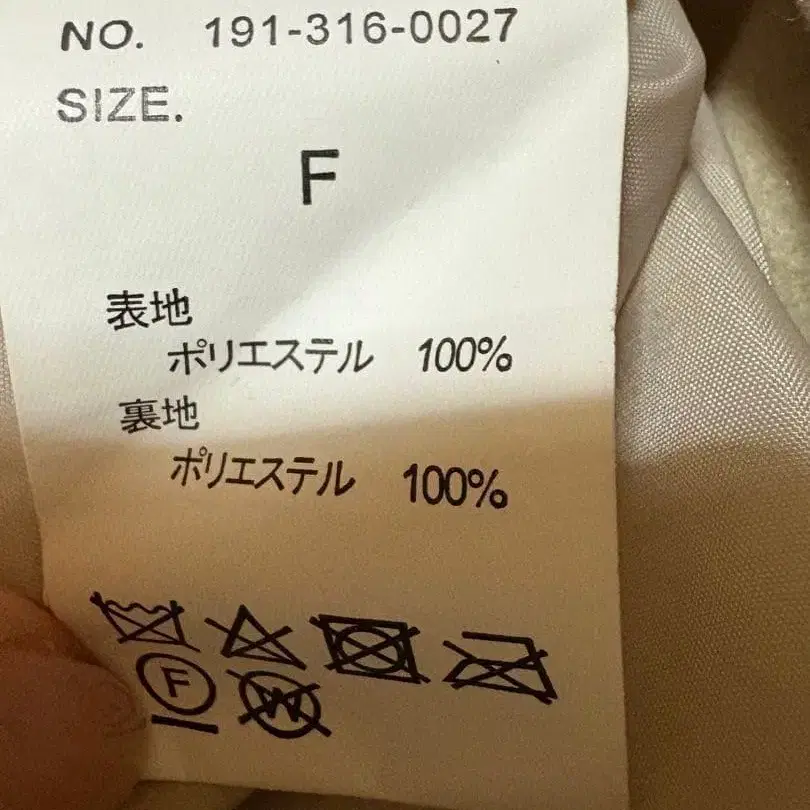 NO. 191-316-0027
SIZE.
F
表地
ポリエステル 100%
裏地
ポリエステル 100%
F W